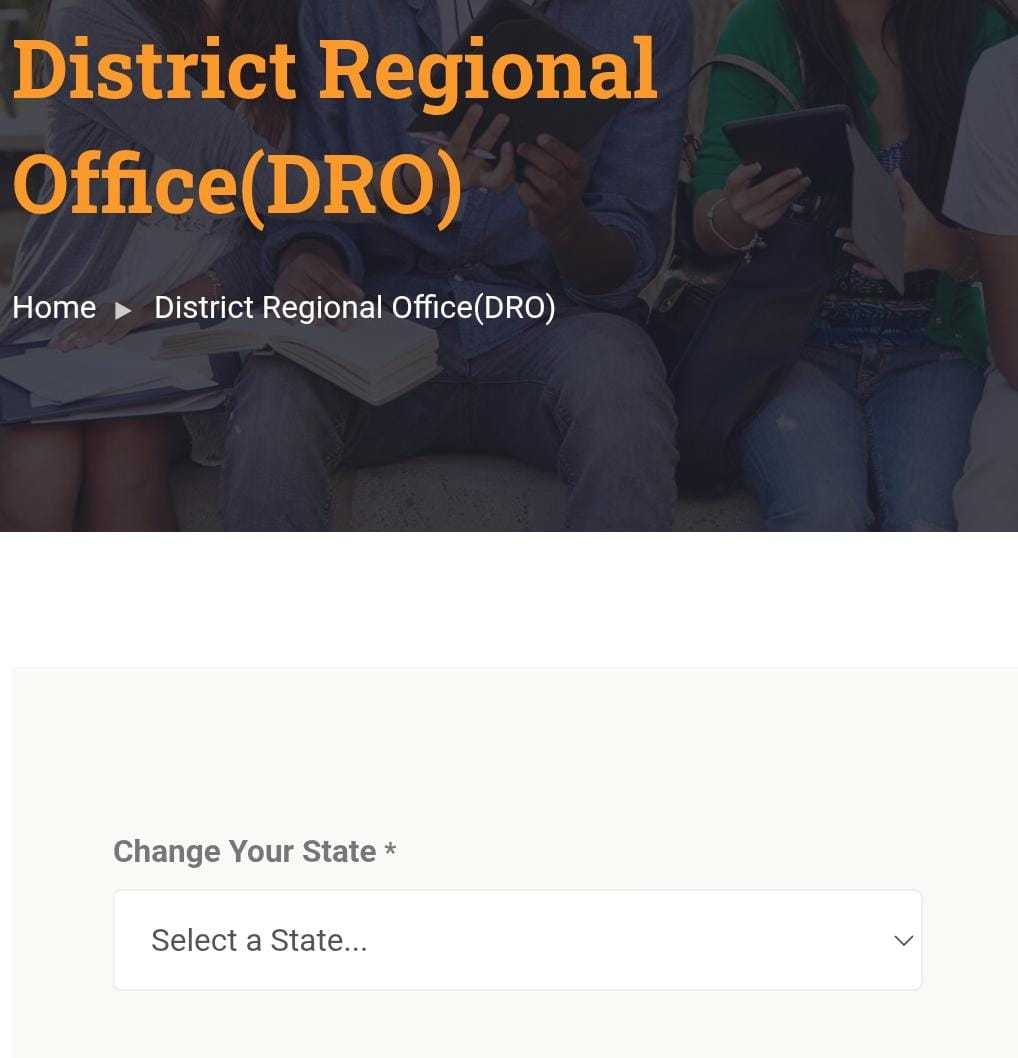 District Regional
Office(DRO)
Home ▶ District Regional Office(DRO)
Change Your State *
Select a State...